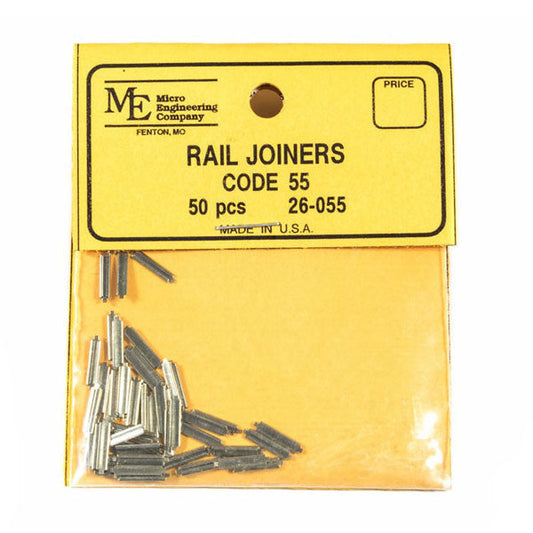 ME Micro
Engineering
Company
FENTON, MO
PRICE
RAIL JOINERS
CODE 55
50 pcs 26-055
MADE IN U.S.A.